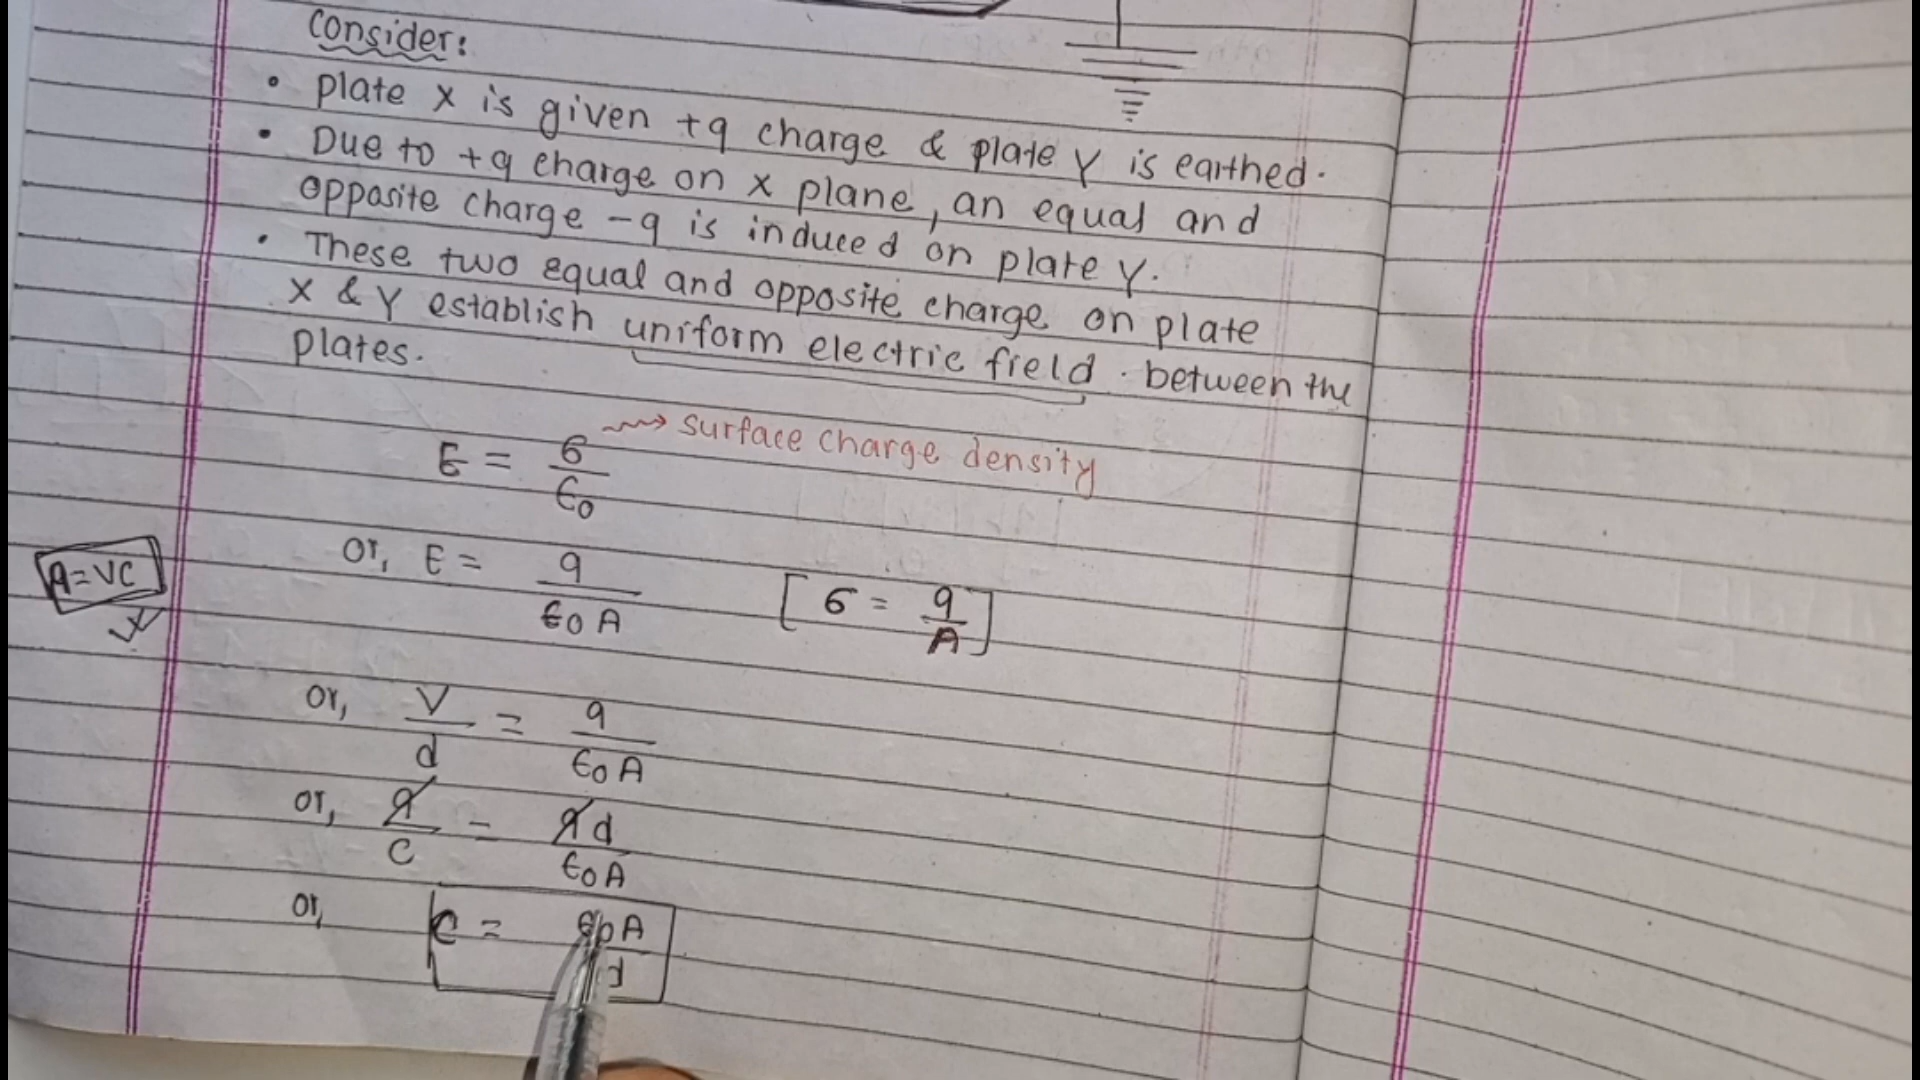 Consider:
• Plate X is given +q charge & plate Y is earthed.
• Due to +q charge on X plane, an equal and
opposite charge -q is induced on plate Y.
• These two equal and opposite charge on plate
X & Y establish uniform electric field. between the
plates.
E = σ/ϵ0 ⇝ surface charge density
or, E = q/ϵ0A [σ = q/A]
q=VC
or, V/d = q/ϵ0A
or, q/C = qd/ϵ0A
or, C = ϵ0A/d